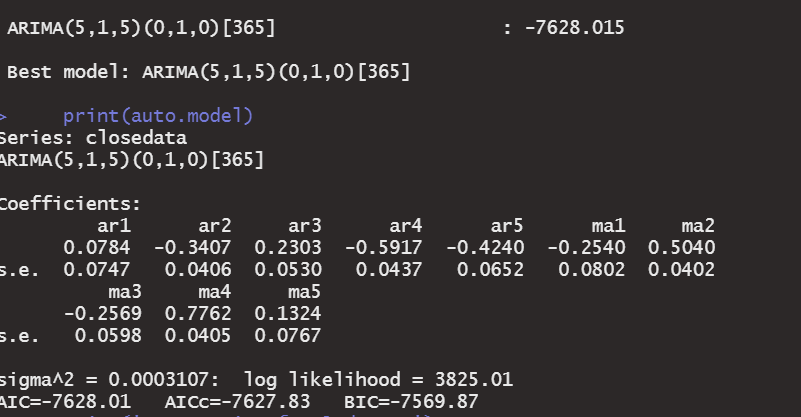 ARIMA(5,1,5)(0,1,0)[365] : -7628.015
Best model: ARIMA(5,1,5)(0,1,0)[365]
> print(auto.model)
Series: closedata
ARIMA(5,1,5)(0,1,0)[365]
Coefficients:
ar1 ar2 ar3 ar4 ar5 ma1 ma2
0.0784 -0.3407 0.2303 -0.5917 -0.4240 -0.2540 0.5040
s.e. 0.0747 0.0406 0.0530 0.0437 0.0652 0.0802 0.0402
ma3 ma4 ma5
-0.2569 0.7762 0.1324
s.e. 0.0598 0.0405 0.0767
sigma^2 = 0.0003107: log likelihood = 3825.01
AIC=-7628.01 AICc=-7627.83 BIC=-7569.87